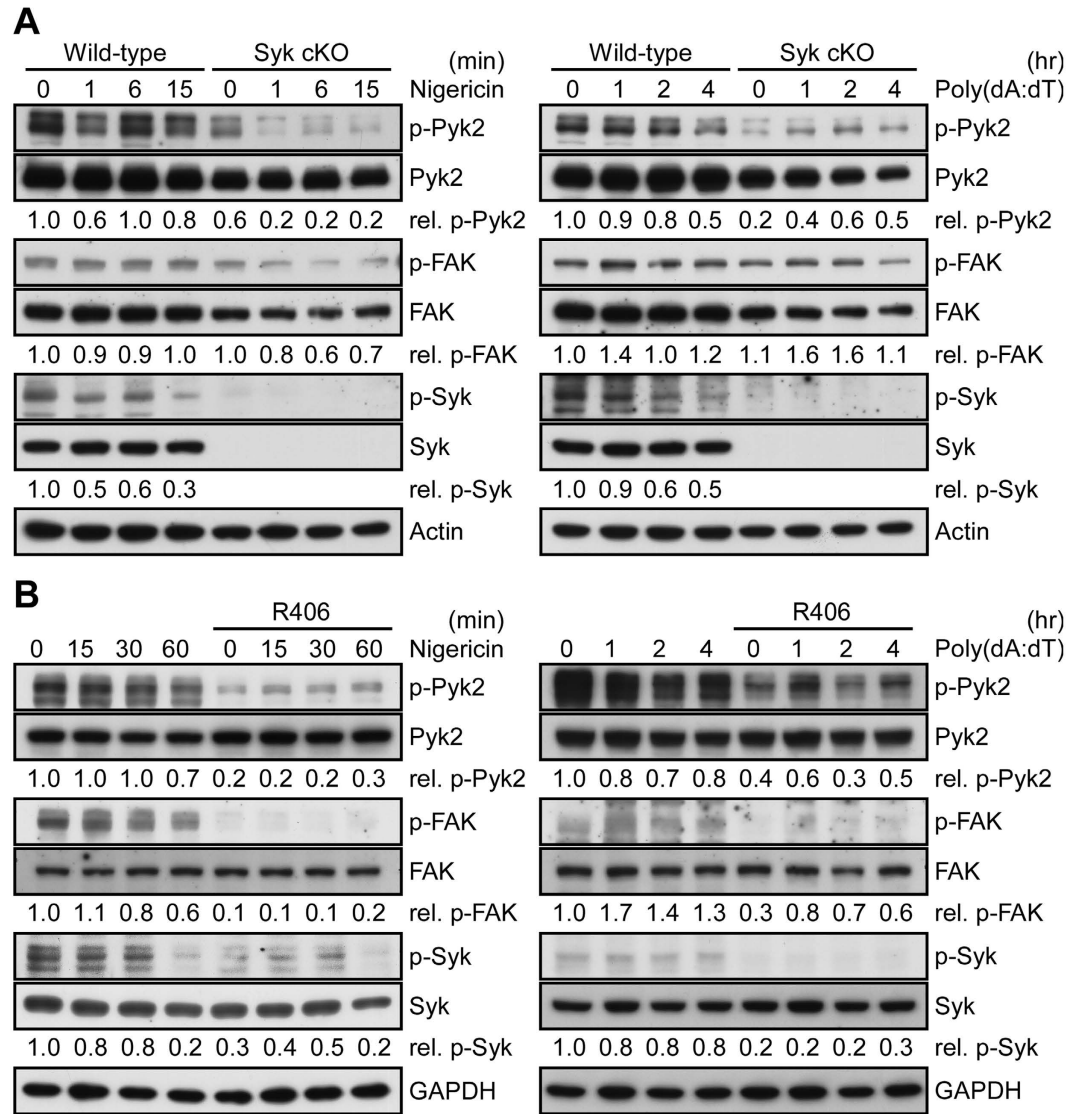 A
Wild-type Syk cKO (min)
0 1 6 15 0 1 6 15 Nigericin
p-Pyk2
Pyk2
1.0 0.6 1.0 0.8 0.6 0.2 0.2 0.2 rel. p-Pyk2
p-FAK
FAK
1.0 0.9 0.9 1.0 1.0 0.8 0.6 0.7 rel. p-FAK
p-Syk
Syk
1.0 0.5 0.6 0.3 rel. p-Syk
Actin
Wild-type Syk cKO (hr)
0 1 2 4 0 1 2 4 Poly(dA:dT)
p-Pyk2
Pyk2
1.0 0.9 0.8 0.5 0.2 0.4 0.6 0.5 rel. p-Pyk2
p-FAK
FAK
1.0 1.4 1.0 1.2 1.1 1.6 1.6 1.1 rel. p-FAK
p-Syk
Syk
1.0 0.9 0.6 0.5 rel. p-Syk
Actin
B
R406 (min)
0 15 30 60 0 15 30 60 Nigericin
p-Pyk2
Pyk2
1.0 1.0 1.0 0.7 0.2 0.2 0.2 0.3 rel. p-Pyk2
p-FAK
FAK
1.0 1.1 0.8 0.6 0.1 0.1 0.1 0.2 rel. p-FAK
p-Syk
Syk
1.0 0.8 0.8 0.2 0.3 0.4 0.5 0.2 rel. p-Syk
GAPDH
R406 (hr)
0 1 2 4 0 1 2 4 Poly(dA:dT)
p-Pyk2
Pyk2
1.0 0.8 0.7 0.8 0.4 0.6 0.3 0.5 rel. p-Pyk2
p-FAK
FAK
1.0 1.7 1.4 1.3 0.3 0.8 0.7 0.6 rel. p-FAK
p-Syk
Syk
1.0 0.8 0.8 0.8 0.2 0.2 0.2 0.3 rel. p-Syk
GAPDH